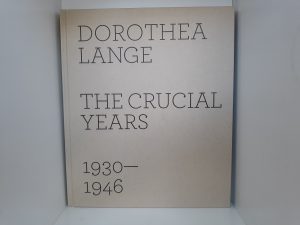 DOROTHEA
LANGE
THE CRUCIAL
YEARS
1930—
1946